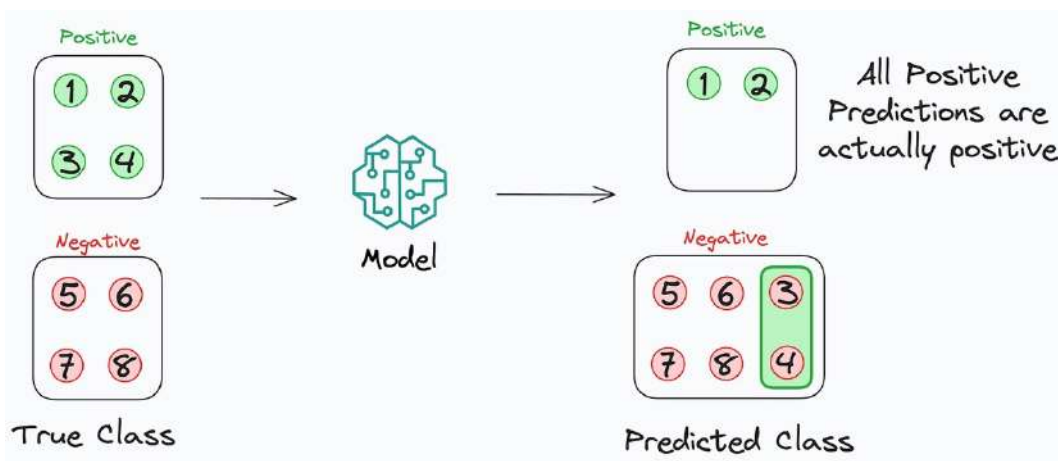 Positive
1 2
3 4
Negative
5 6
7 8
True Class
Model
Positive
1 2
All Positive
Predictions are
actually positive
Negative
5 6 3
7 8 4
Predicted Class